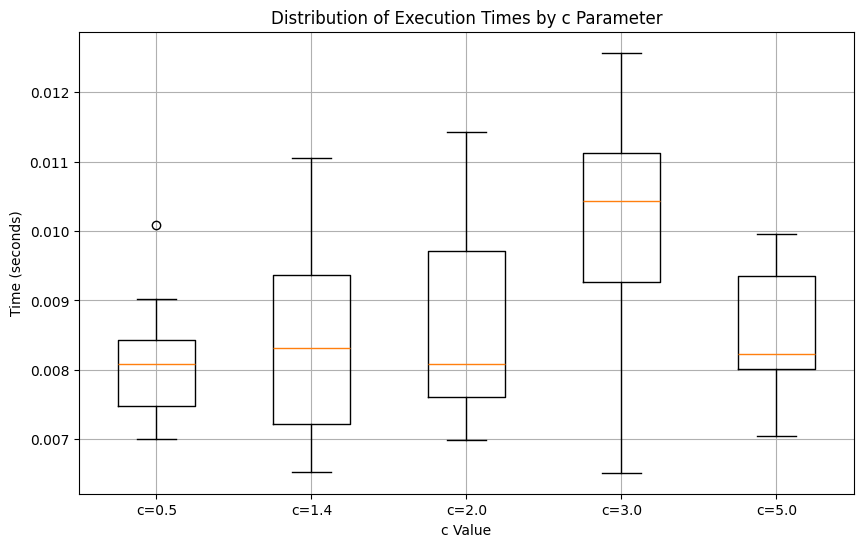 Distribution of Execution Times by c Parameter
Time (seconds)
0.012
0.011
0.010
0.009
0.008
0.007
c=0.5
c=1.4
c=2.0
c=3.0
c=5.0
c Value